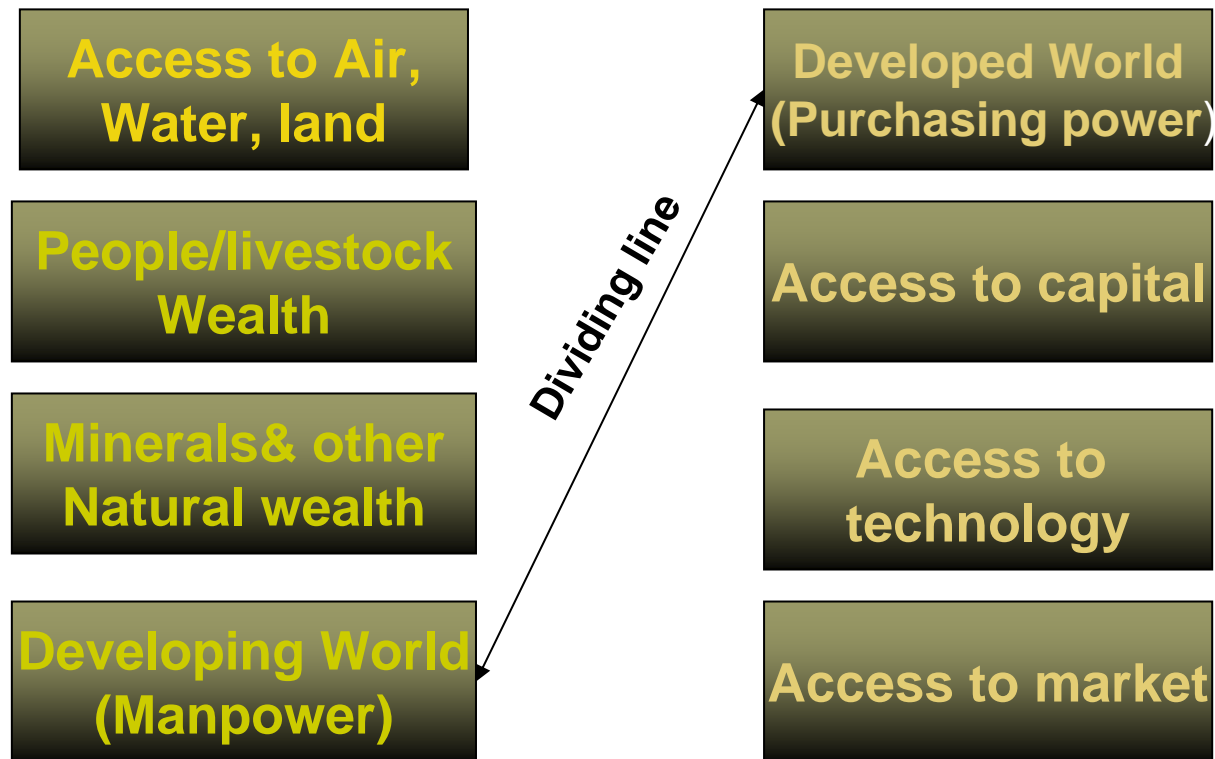 Access to Air,
Water, land
People/livestock
Wealth
Minerals& other
Natural wealth
Developing World
(Manpower)
Dividing line
Developed World
(Purchasing power)
Access to capital
Access to
technology
Access to market